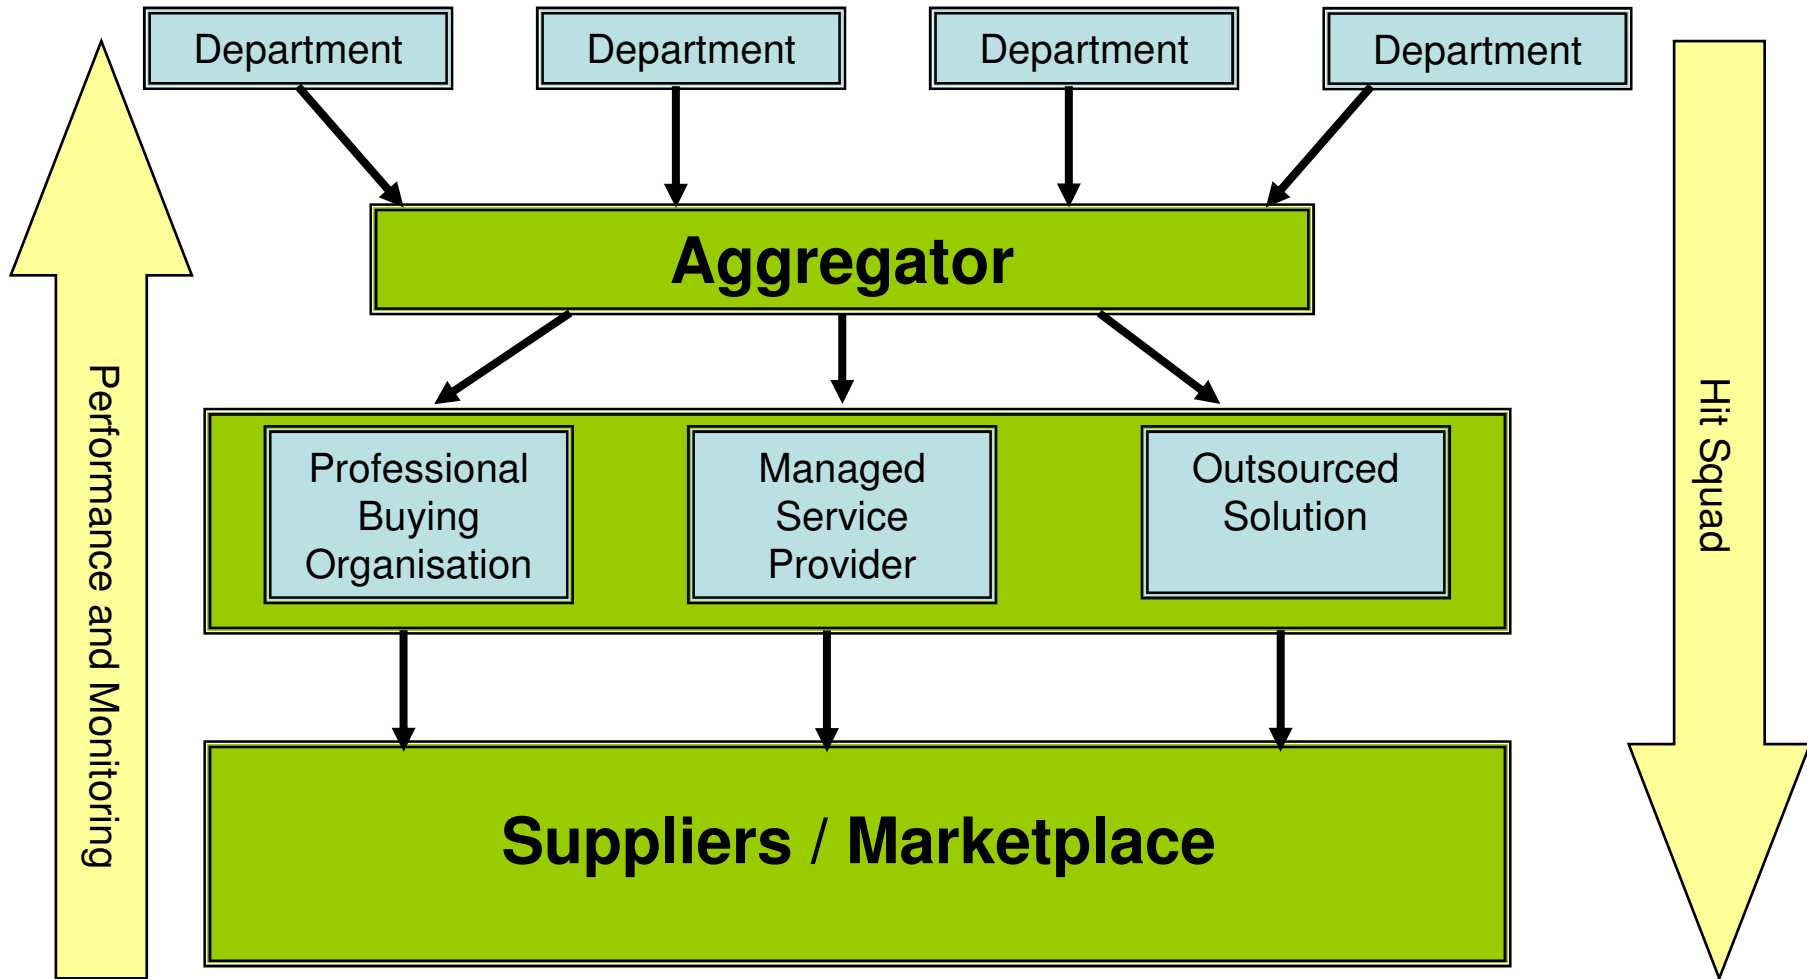 Department
Department
Department
Department
Aggregator
Performance and Monitoring
Hit Squad
Professional
Buying
Organisation
Managed
Service
Provider
Outsourced
Solution
Suppliers / Marketplace